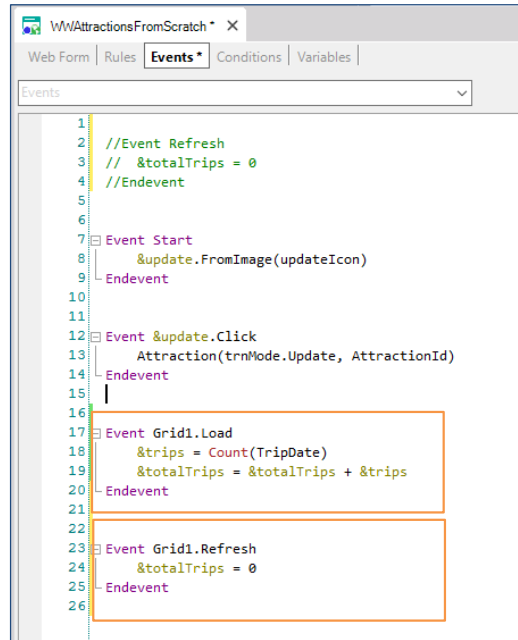 WWAttractionsFromScratch * X
Web Form | Rules | Events * | Conditions | Variables |
Events
1
2 //Event Refresh
3 // &totalTrips = 0
4 //Endevent
5
6
7 Event Start
8 &update.FromImage(updateIcon)
9 Endevent
10
11
12 Event &update.Click
13 Attraction(trnMode.Update, AttractionId)
14 Endevent
15
16
17 Event Grid1.Load
18 &trips = Count(TripDate)
19 &totalTrips = &totalTrips + &trips
20 Endevent
21
22
23 Event Grid1.Refresh
24 &totalTrips = 0
25 Endevent
26